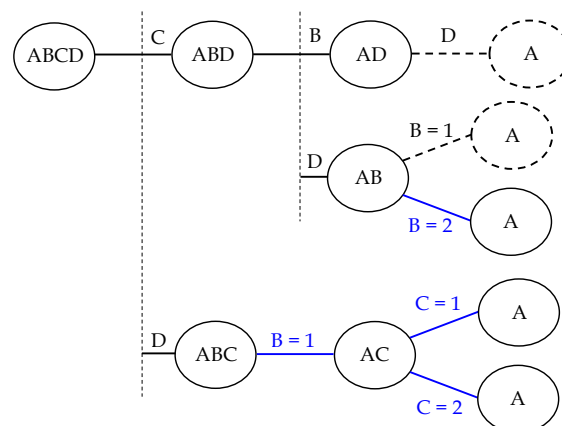 ABCD C ABD B AD D A
B = 1 A
D AB
B = 2 A
C = 1 A
D ABC B = 1 AC
C = 2 A